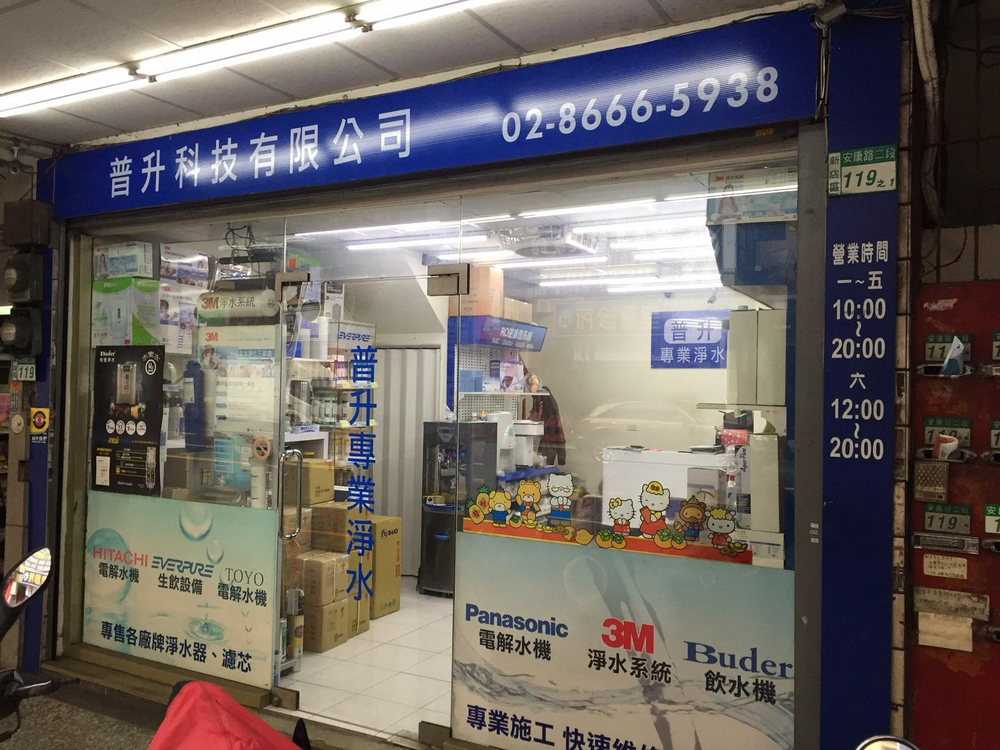 普升科技有限公司 02-8666-5938
新店區
安康路二段
119之1
營業時間
一~五
10:00
~
20:00
六
12:00
~
20:00
3M淨水系統
3M
EVERPURE
Buder
普升
專業淨水
普升專業淨水
119
HITACHI
電解水機
EVERPURE
生飲設備
TOYO
電解水機
專售各廠牌淨水器、濾芯
Panasonic
電解水機
3M
淨水系統
Buder
飲水機
專業施工 快速維修
3M
119